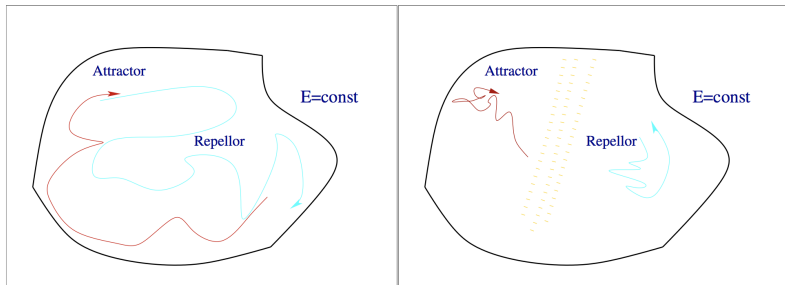 Attractor
E=const
Repellor
Attractor
E=const
Repellor